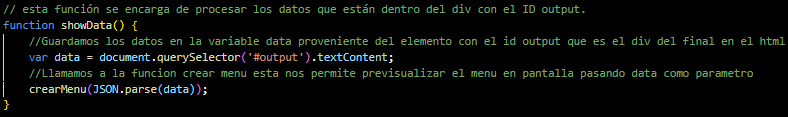 // esta función se encarga de procesar los datos que están dentro del div con el ID output.
function showData() {
//Guardamos los datos en la variable data proveniente del elemento con el id output que es el div del final en el html
var data = document.querySelector('#output').textContent;
//Llamamos a la funcion crear menu esta nos permite previsualizar el menu en pantalla pasando data como parametro
crearMenu(JSON.parse(data));
}